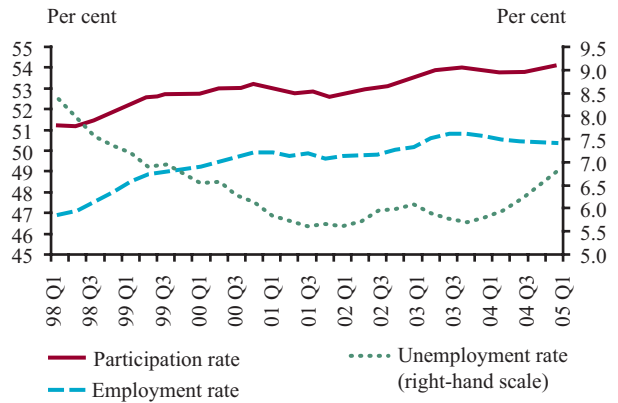 Per cent Per cent
55 9.5
54 9.0
53 8.5
52 8.0
51 7.5
50 7.0
49 6.5
48 6.0
47 5.5
46 5.0
45
98 Q1
98 Q3
99 Q1
99 Q3
00 Q1
00 Q3
01 Q1
01 Q3
02 Q1
02 Q3
03 Q1
03 Q3
04 Q1
04 Q3
05 Q1
Participation rate
Employment rate
Unemployment rate
(right-hand scale)